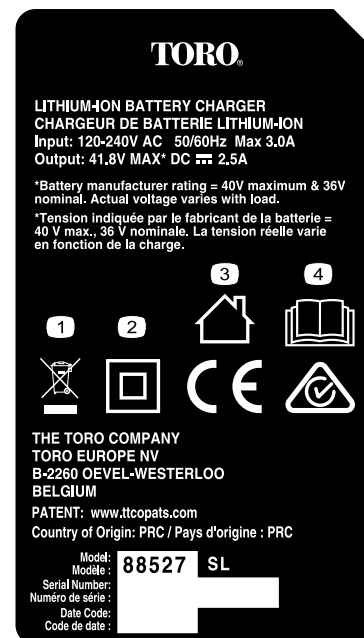 TORO®
LITHIUM-ION BATTERY CHARGER
CHARGEUR DE BATTERIE LITHIUM-ION
Input: 120-240V AC 50/60Hz Max 3.0A
Output: 41.8V MAX* DC ⎓ 2.5A
*Battery manufacturer rating = 40V maximum & 36V
nominal. Actual voltage varies with load.
*Tension indiquée par le fabricant de la batterie =
40 V max., 36 V nominale. La tension réelle varie
en fonction de la charge.
3 4
1 2
CE
THE TORO COMPANY
TORO EUROPE NV
B-2260 OEVEL-WESTERLOO
BELGIUM
PATENT: www.ttcopats.com
Country of Origin: PRC / Pays d'origine : PRC
Model: 88527 SL
Modèle :
Serial Number:
Numéro de série :
Date Code:
Code de date :